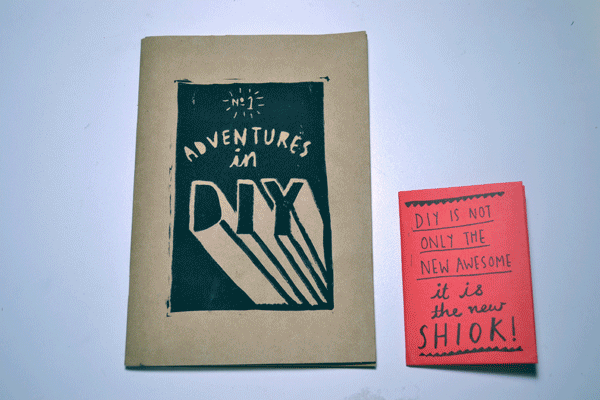 Nº1
ADVENTURES
in
DIY
DIY IS NOT
ONLY THE
NEW AWESOME
it is
the new
SHIOK!